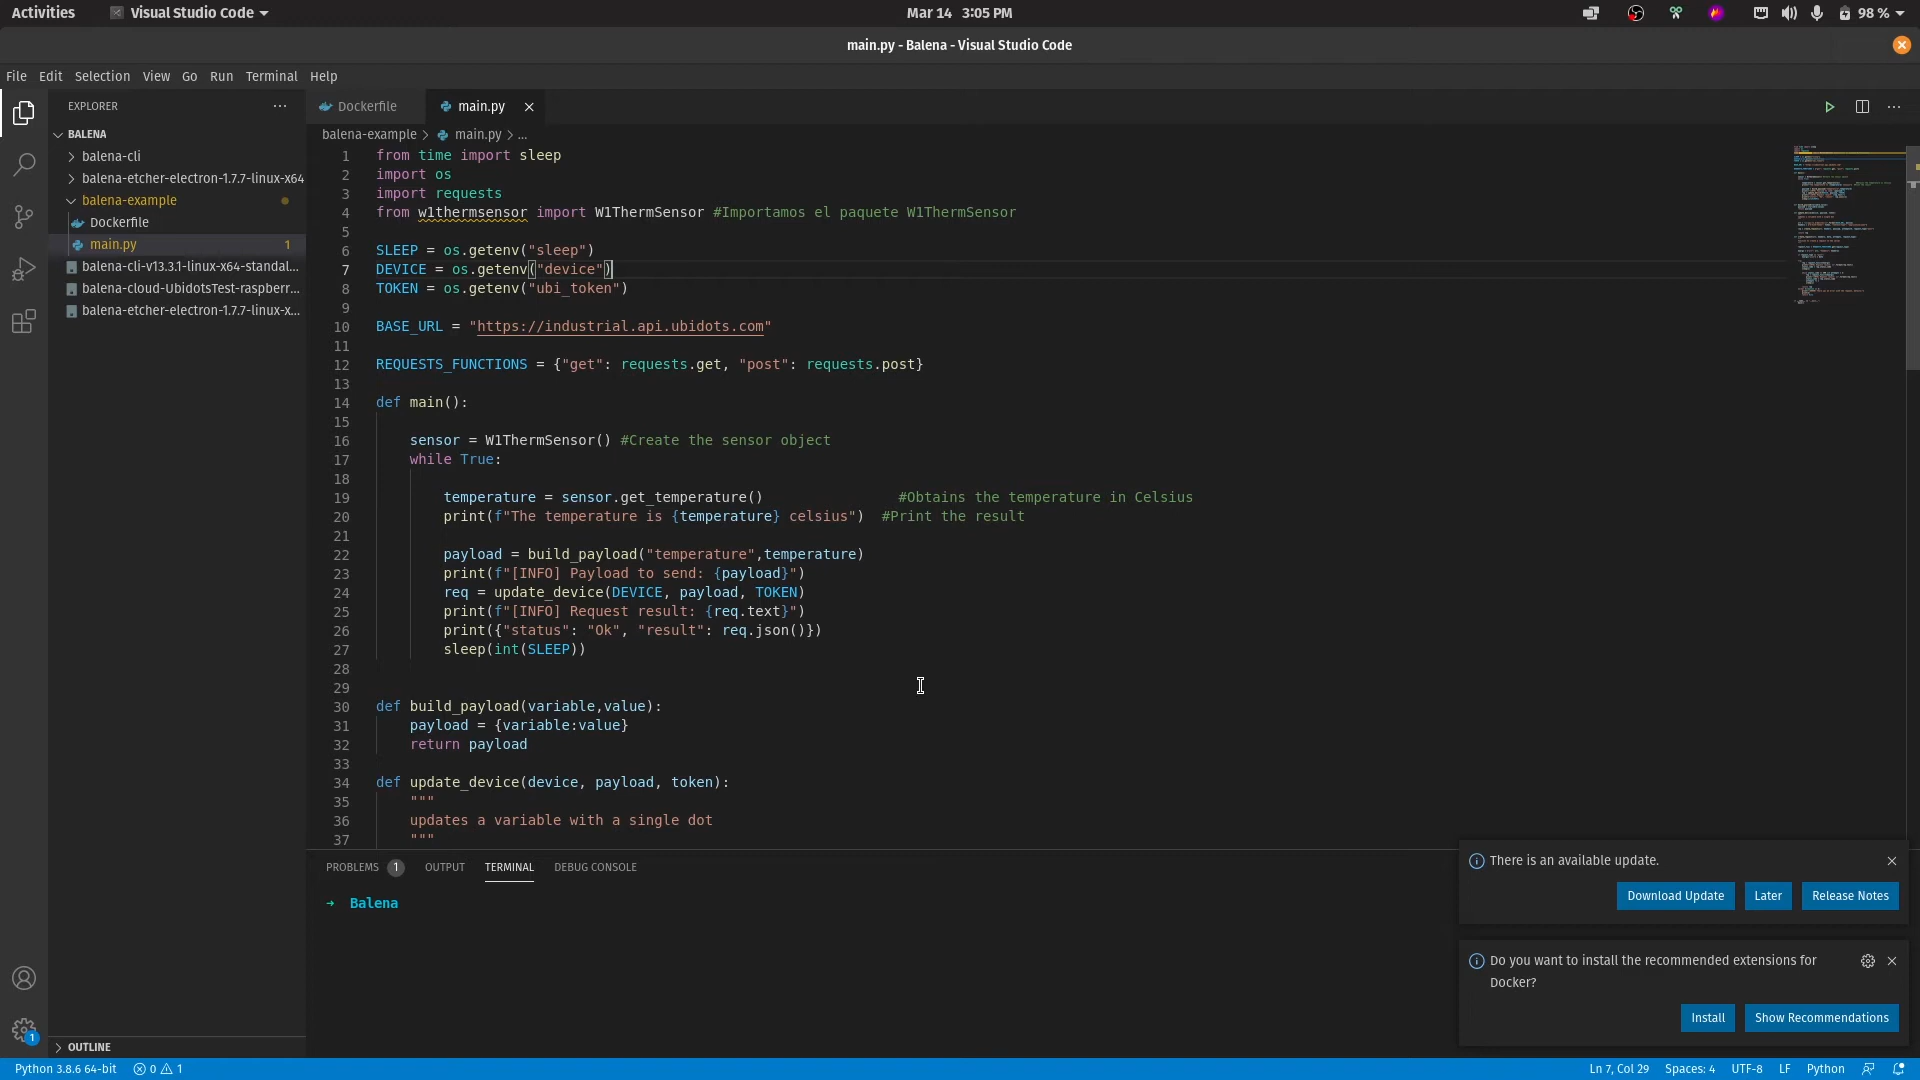 Activities
Visual Studio Code
Mar 14 3:05 PM
98 %
main.py - Balena - Visual Studio Code
File Edit Selection View Go Run Terminal Help
EXPLORER
BALENA
balena-cli
balena-etcher-electron-1.7.7-linux-x64
balena-example
Dockerfile
main.py 1
balena-cli-v13.3.1-linux-x64-standal...
balena-cloud-UbidotsTest-raspberr...
balena-etcher-electron-1.7.7-linux-x...
OUTLINE
Dockerfile
main.py
balena-example > main.py > ...
1 from time import sleep
2 import os
3 import requests
4 from w1thermsensor import W1ThermSensor #Importamos el paquete W1ThermSensor
5
6 SLEEP = os.getenv("sleep")
7 DEVICE = os.getenv("device")
8 TOKEN = os.getenv("ubi_token")
9
10 BASE_URL = "https://industrial.api.ubidots.com"
11
12 REQUESTS_FUNCTIONS = {"get": requests.get, "post": requests.post}
13
14 def main():
15
16 sensor = W1ThermSensor() #Create the sensor object
17 while True:
18
19 temperature = sensor.get_temperature() #Obtains the temperature in Celsius
20 print(f"The temperature is {temperature} celsius") #Print the result
21
22 payload = build_payload("temperature",temperature)
23 print(f"[INFO] Payload to send: {payload}")
24 req = update_device(DEVICE, payload, TOKEN)
25 print(f"[INFO] Request result: {req.text}")
26 print({"status": "Ok", "result": req.json()})
27 sleep(int(SLEEP))
28
29
30 def build_payload(variable,value):
31 payload = {variable:value}
32 return payload
33
34 def update_device(device, payload, token):
35 """
36 updates a variable with a single dot
37 """
PROBLEMS 1 OUTPUT TERMINAL DEBUG CONSOLE
→ Balena
There is an available update.
Download Update Later Release Notes
Do you want to install the recommended extensions for
Docker?
Install Show Recommendations
1
Python 3.8.6 64-bit 0 1
Ln 7, Col 29 Spaces: 4 UTF-8 LF Python